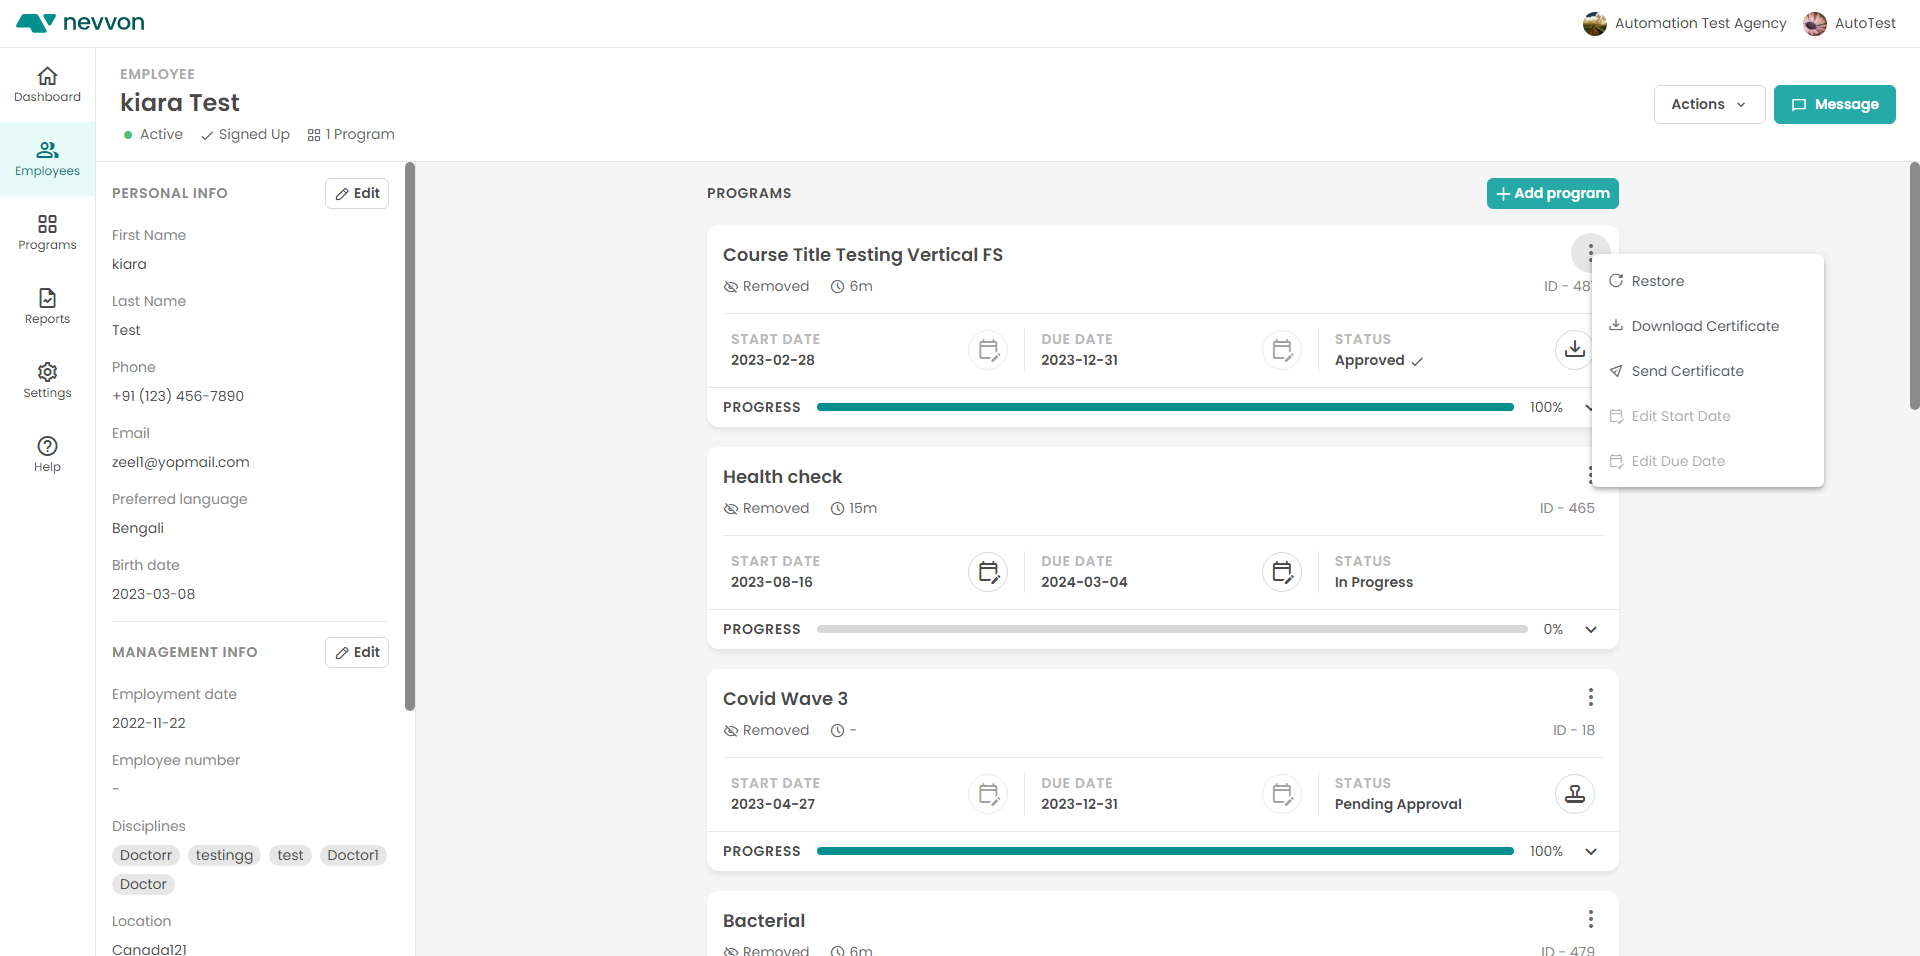 nevvon
Automation Test Agency
AutoTest
Dashboard
Employees
Programs
Reports
Settings
Help
EMPLOYEE
kiara Test
Active
Signed Up
1 Program
Actions
Message
PERSONAL INFO
Edit
First Name
kiara
Last Name
Test
Phone
+91 (123) 456-7890
Email
zeel1@yopmail.com
Preferred language
Bengali
Birth date
2023-03-08
MANAGEMENT INFO
Edit
Employment date
2022-11-22
Employee number
-
Disciplines
Doctorr testingg test Doctor1
Doctor
Location
Canada121
PROGRAMS
Add program
Course Title Testing Vertical FS
Removed 6m
ID - 48
START DATE
2023-02-28
DUE DATE
2023-12-31
STATUS
Approved
PROGRESS 100%
Restore
Download Certificate
Send Certificate
Edit Start Date
Edit Due Date
Health check
Removed 15m
ID - 465
START DATE
2023-08-16
DUE DATE
2024-03-04
STATUS
In Progress
PROGRESS 0%
Covid Wave 3
Removed -
ID - 18
START DATE
2023-04-27
DUE DATE
2023-12-31
STATUS
Pending Approval
PROGRESS 100%
Bacterial
Removed 6m
ID - 479